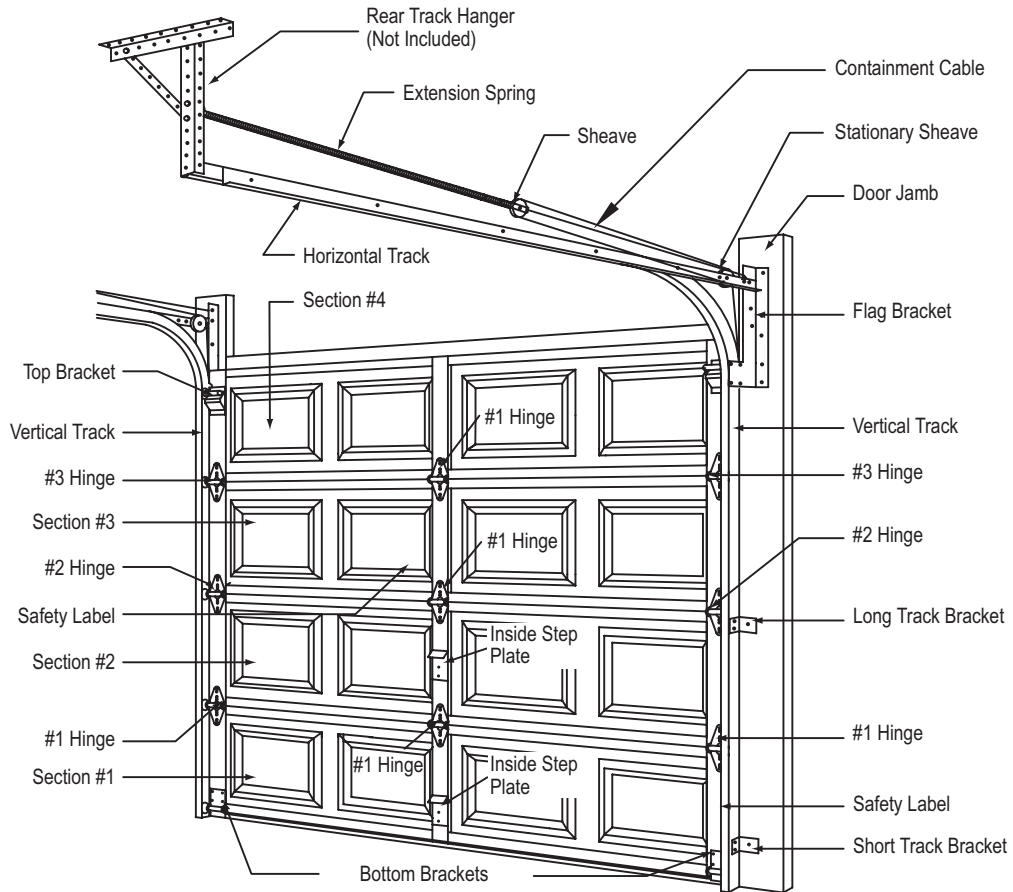 Rear Track Hanger
(Not Included)
Containment Cable
Extension Spring
Sheave
Stationary Sheave
Door Jamb
Horizontal Track
Section #4
Flag Bracket
Top Bracket
#1 Hinge
Vertical Track
Vertical Track
#3 Hinge
#3 Hinge
Section #3
#1 Hinge
#2 Hinge
#2 Hinge
Safety Label
Long Track Bracket
Inside Step
Plate
Section #2
#1 Hinge
#1 Hinge
#1 Hinge
Inside Step
Plate
Section #1
Safety Label
Short Track Bracket
Bottom Brackets